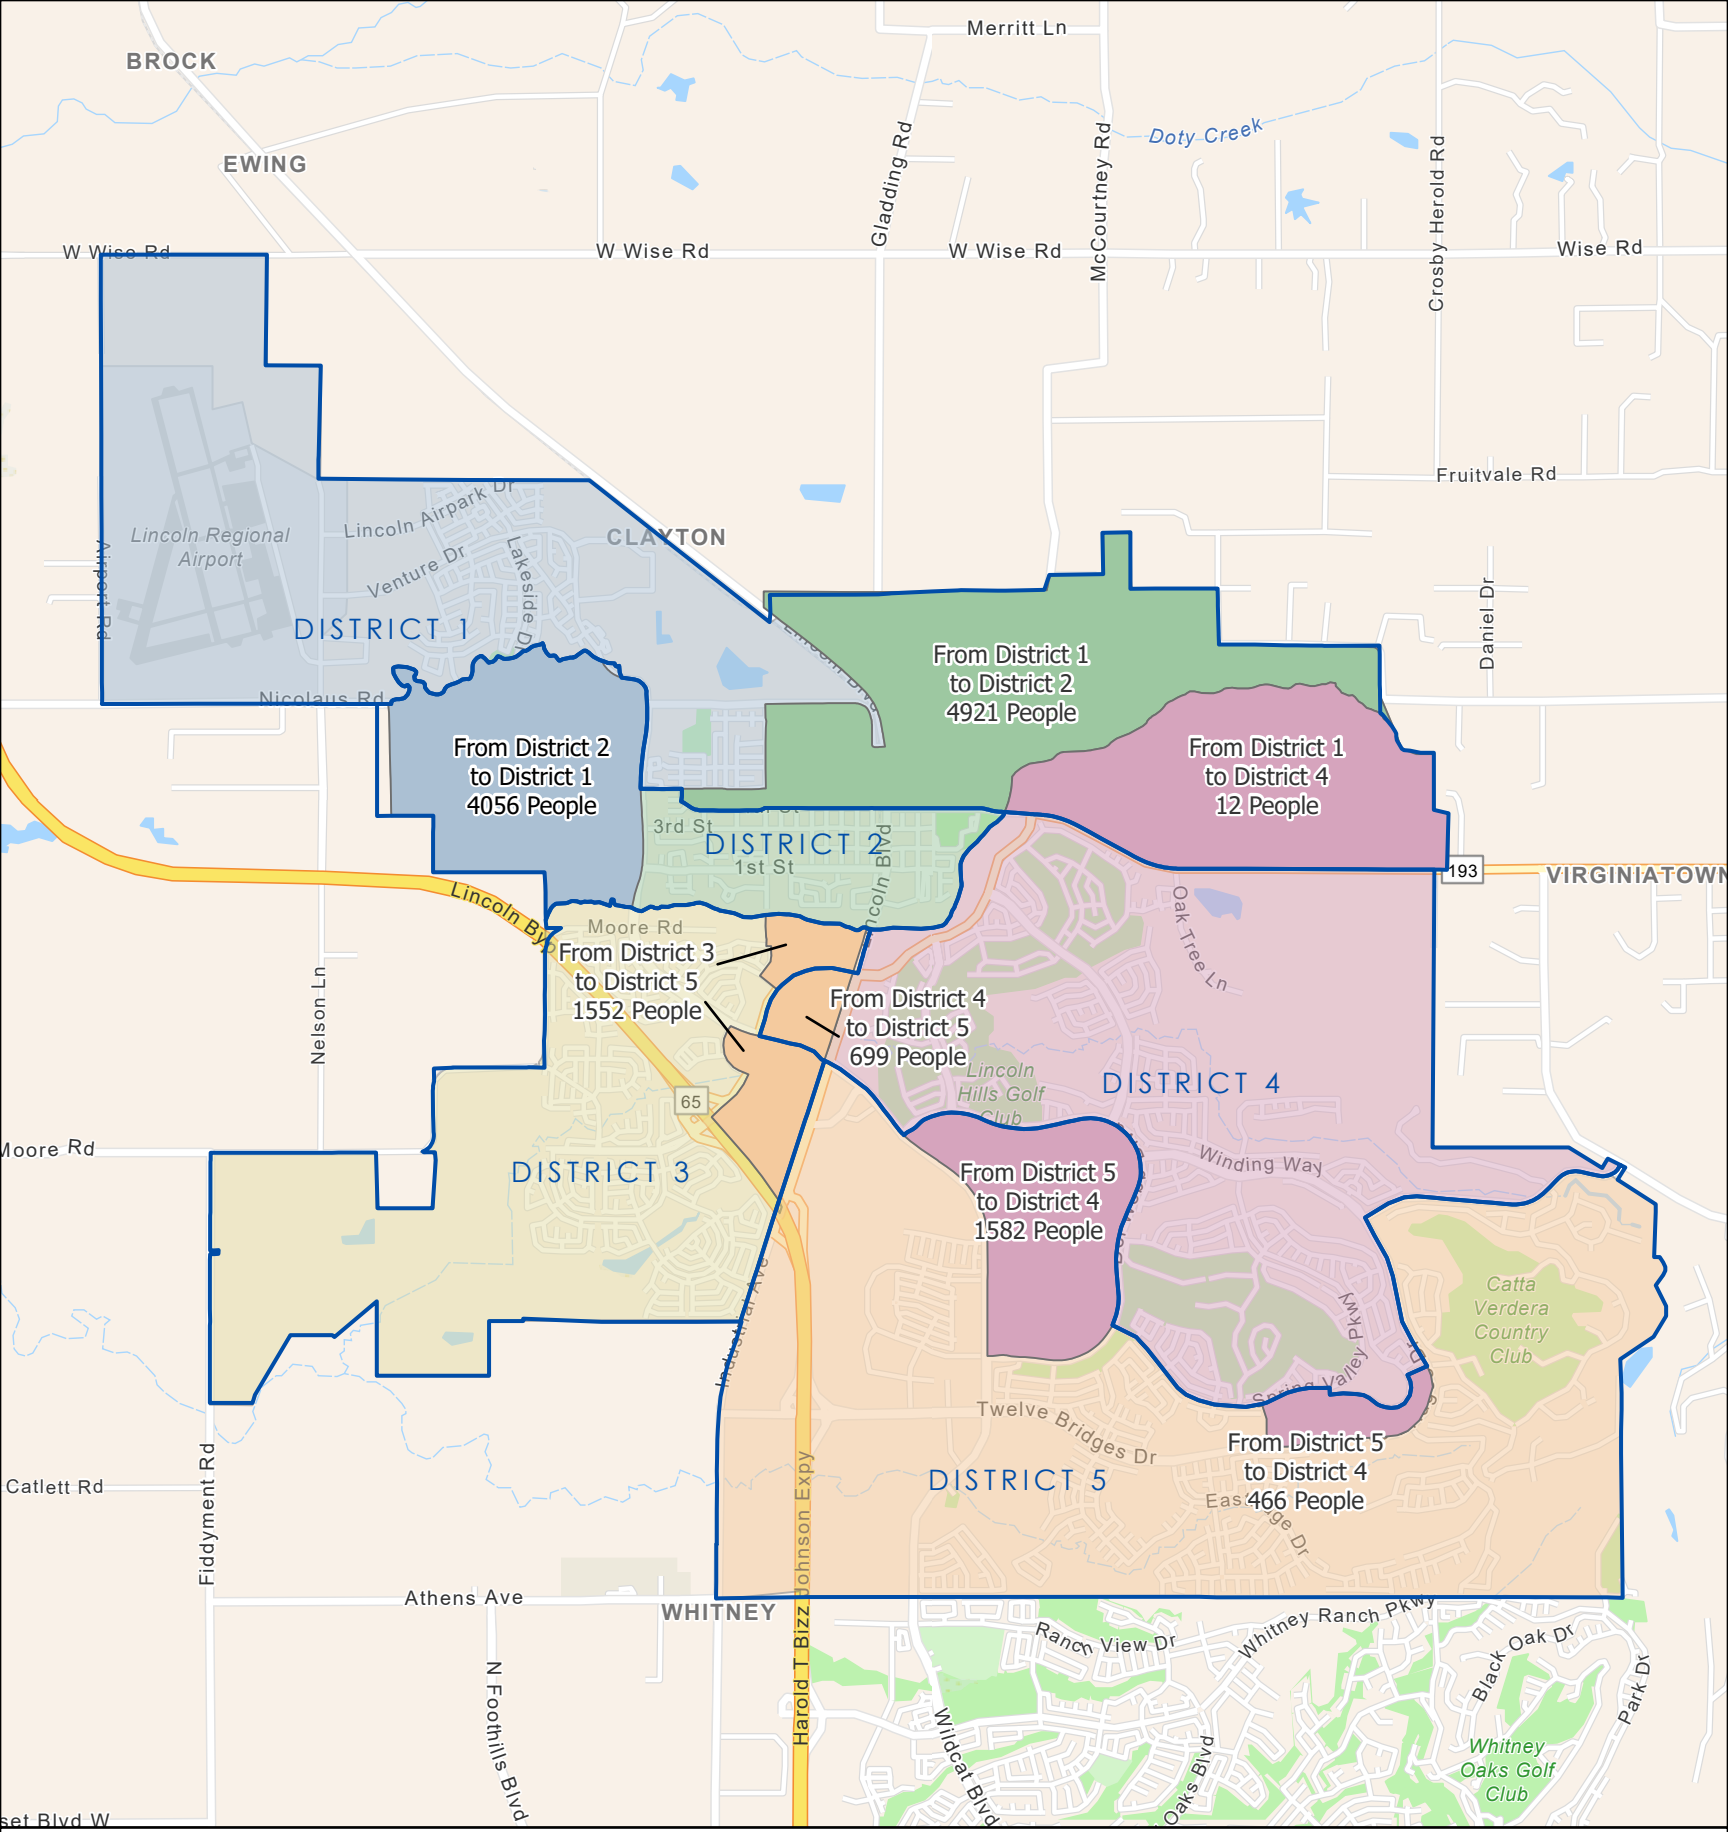 Merritt Ln
BROCK
Doty Creek
EWING
Gladding Rd
McCourtney Rd
Crosby Herold Rd
W Wise Rd
W Wise Rd
W Wise Rd
Wise Rd
Fruitvale Rd
Lincoln Airpark Dr
Lincoln Regional
Airport
CLAYTON
Venture Dr
Lakeside Dr
Airport Rd
Daniel Dr
DISTRICT 1
Lincoln Blvd
From District 1
to District 2
4921 People
Nicolaus Rd
From District 2
to District 1
4056 People
From District 1
to District 4
12 People
3rd St
DISTRICT 2
1st St
Lincoln Blvd
193
VIRGINIATOWN
Lincoln Byp
Oak Tree Ln
Moore Rd
From District 3
to District 5
1552 People
From District 4
to District 5
699 People
Nelson Ln
Lincoln
Hills Golf
Club
DISTRICT 4
65
Moore Rd
DISTRICT 3
Winding Way
From District 5
to District 4
1582 People
Industrial Ave
Catta
Verdera
Country
Club
Spring Valley Pkwy
Twelve Bridges Dr
From District 5
to District 4
466 People
DISTRICT 5
Catlett Rd
Fiddyment Rd
Harold T Bizz Johnson Expy
Athens Ave
WHITNEY
Ranch View Dr
Whitney Ranch Pkwy
Black Oak Dr
Park Dr
N Foothills Blvd
Wildcat Blvd
Oaks Blvd
Whitney
Oaks Golf
Club
set Blvd W